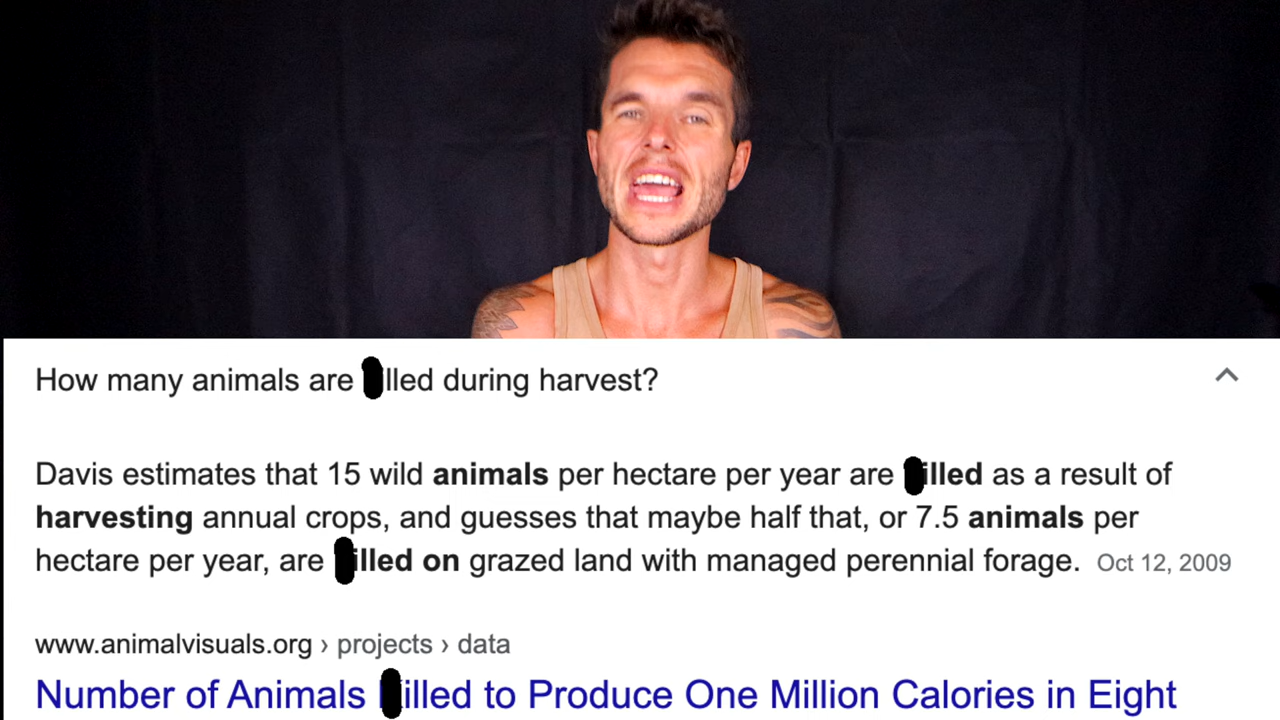 How many animals are lled during harvest?
Davis estimates that 15 wild animals per hectare per year are illed as a result of
harvesting annual crops, and guesses that maybe half that, or 7.5 animals per
hectare per year, are illed on grazed land with managed perennial forage. Oct 12, 2009
www.animalvisuals.org › projects › data
Number of Animals illed to Produce One Million Calories in Eight